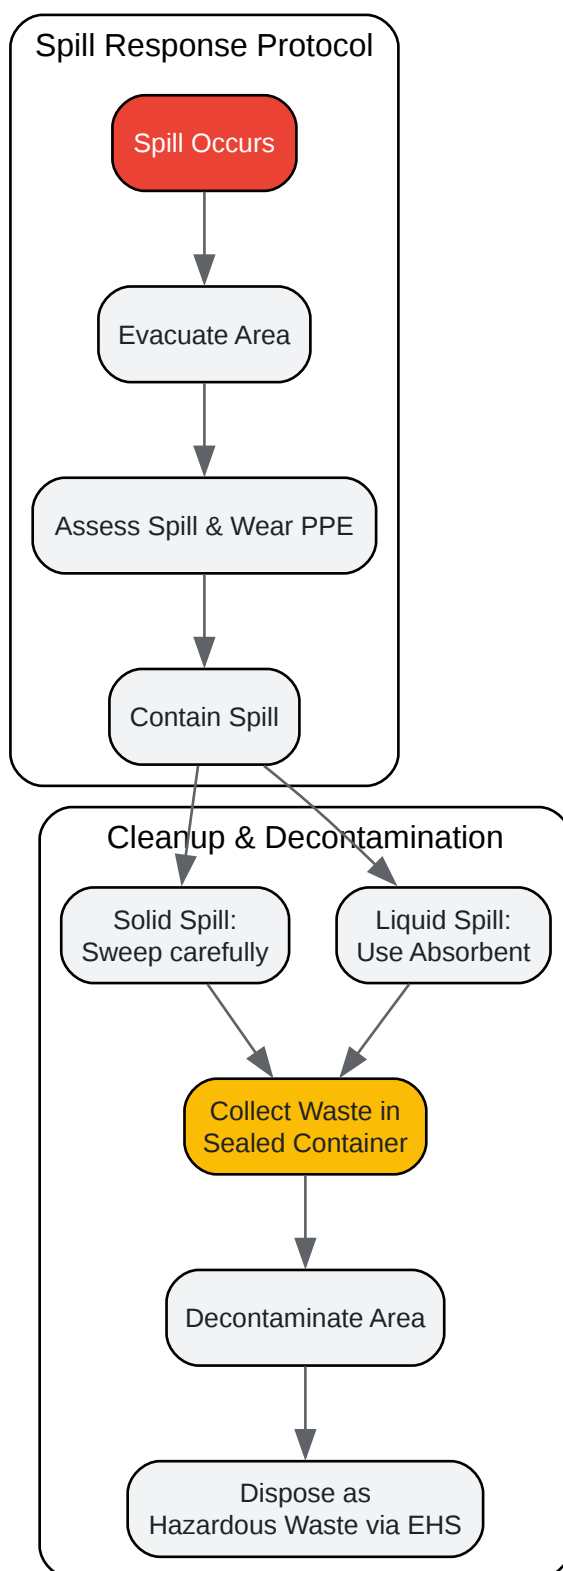 Spill Response Protocol
Spill Occurs
Evacuate Area
Assess Spill & Wear PPE
Contain Spill
Cleanup & Decontamination
Solid Spill:
Sweep carefully
Liquid Spill:
Use Absorbent
Collect Waste in
Sealed Container
Decontaminate Area
Dispose as
Hazardous Waste via EHS